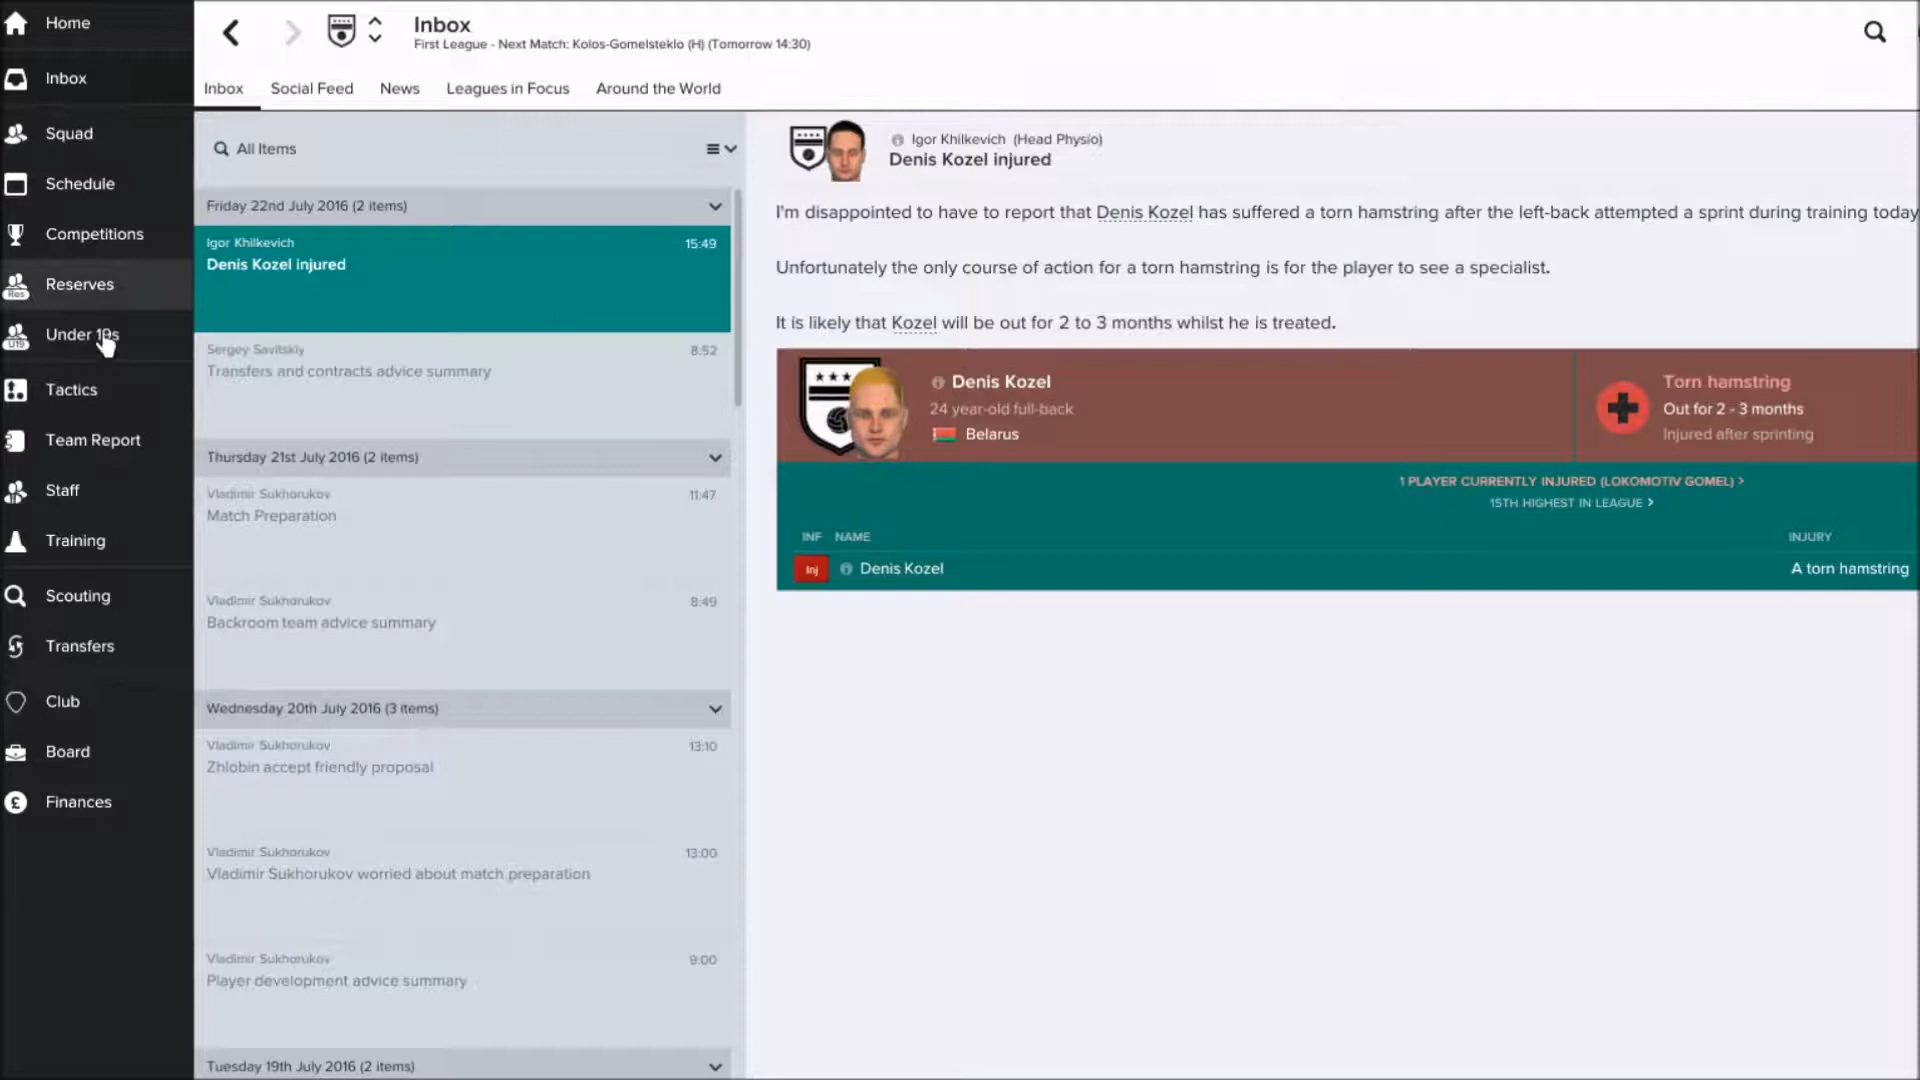 Home
Inbox
Squad
Schedule
Competitions
Res
Reserves
U19
Under 19s
Tactics
Team Report
Staff
Training
Scouting
Transfers
Club
Board
£
Finances
Inbox
First League - Next Match: Kolos-Gomelsteklo (H) (Tomorrow 14:30)
Inbox Social Feed News Leagues in Focus Around the World
All Items
Friday 22nd July 2016 (2 items)
Igor Khilkevich 15:49
Denis Kozel injured
Sergey Savitskiy 8:52
Transfers and contracts advice summary
Thursday 21st July 2016 (2 items)
Vladimir Sukhorukov 11:47
Match Preparation
Vladimir Sukhorukov 8:49
Backroom team advice summary
Wednesday 20th July 2016 (3 items)
Vladimir Sukhorukov 13:10
Zhlobin accept friendly proposal
Vladimir Sukhorukov 13:00
Vladimir Sukhorukov worried about match preparation
Vladimir Sukhorukov 9:00
Player development advice summary
Tuesday 19th July 2016 (2 items)
Igor Khilkevich (Head Physio)
Denis Kozel injured
I'm disappointed to have to report that Denis Kozel has suffered a torn hamstring after the left-back attempted a sprint during training today
Unfortunately the only course of action for a torn hamstring is for the player to see a specialist.
It is likely that Kozel will be out for 2 to 3 months whilst he is treated.
Denis Kozel
24 year-old full-back
Belarus
Torn hamstring
Out for 2 - 3 months
Injured after sprinting
1 PLAYER CURRENTLY INJURED (LOKOMOTIV GOMEL) >
15TH HIGHEST IN LEAGUE >
INF NAME INJURY
Inj Denis Kozel A torn hamstring